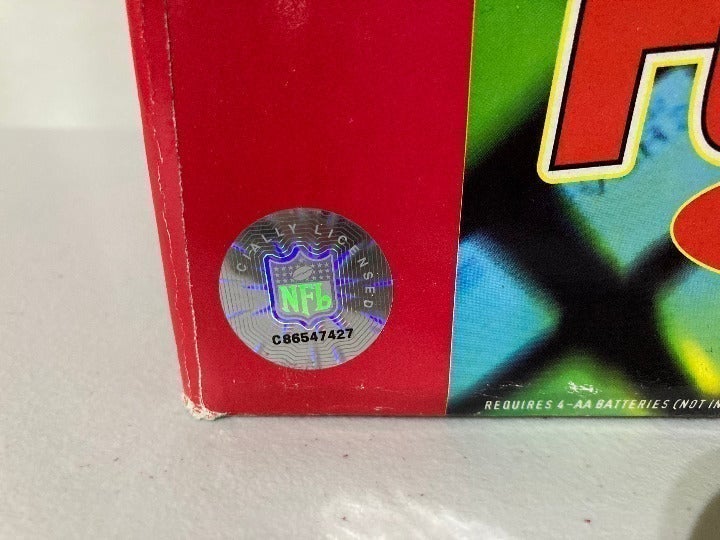 CIALLY LICENSED
NFL
C86547427
REQUIRES 4-AA BATTERIES (NOT IN